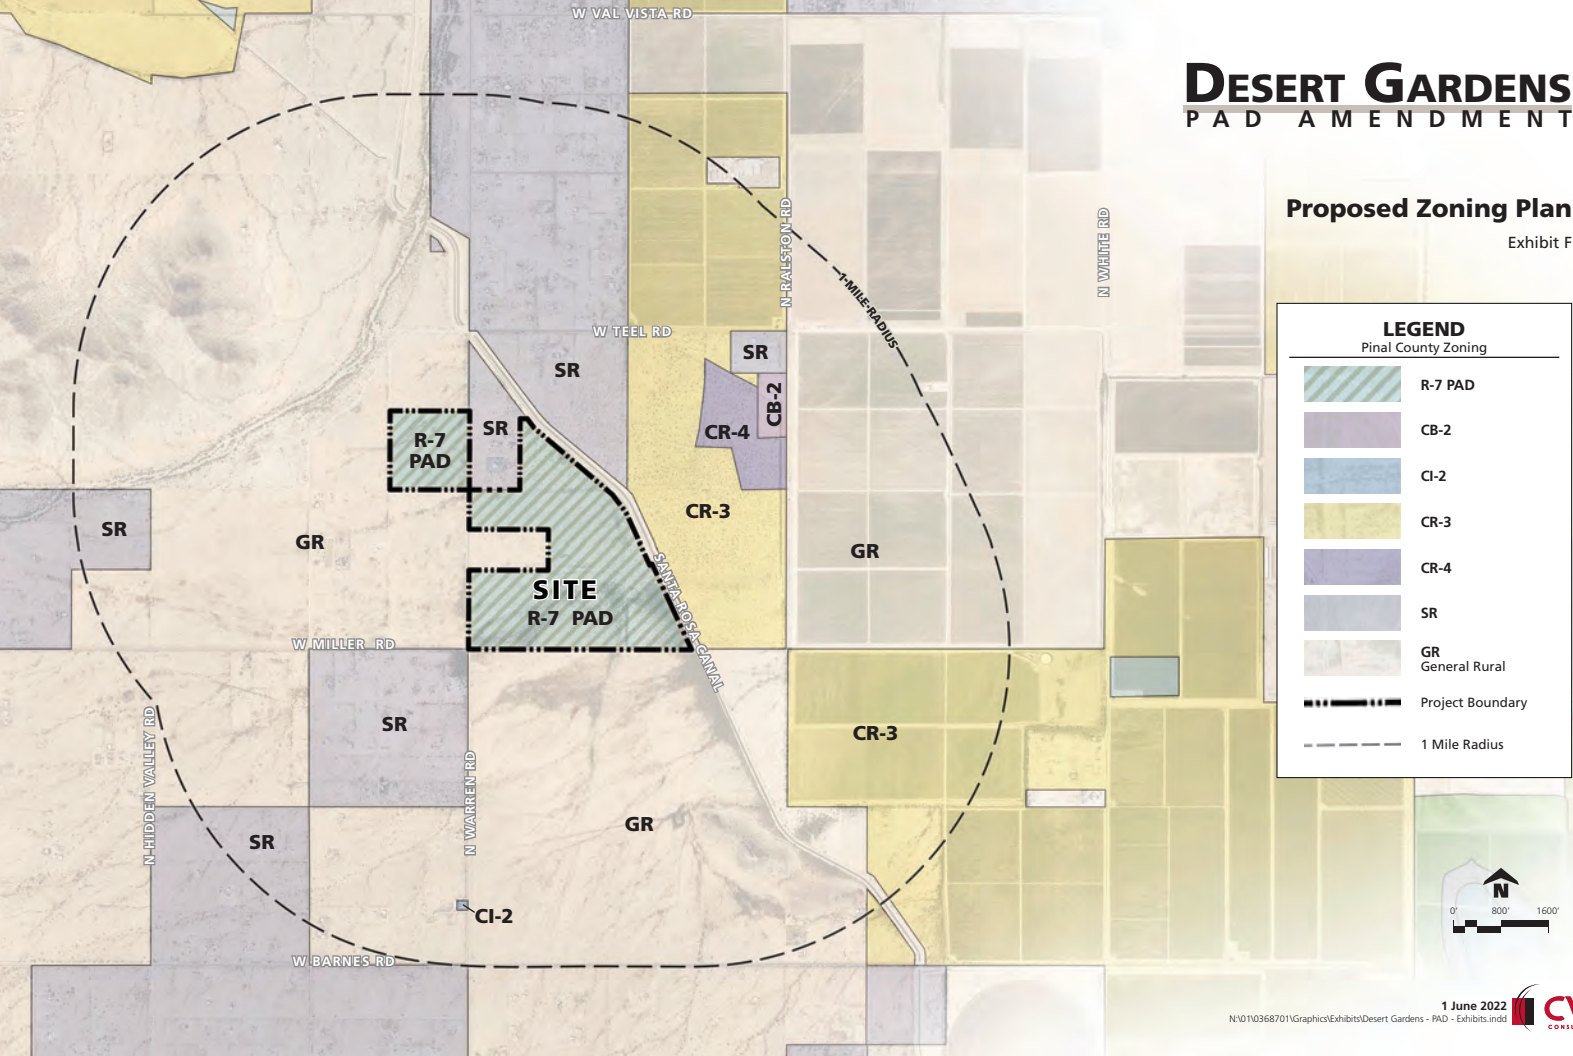 W VAL VISTA RD
DESERT GARDENS
PAD AMENDMENT
Proposed Zoning Plan
Exhibit F
N RALSTON RD
N WHITE RD
1-MILE-RADIUS
W TEEL RD
SR
SR
CB-2
CR-4
SR
R-7
PAD
CR-3
SR
GR
GR
SITE
R-7 PAD
SANTA ROSA CANAL
W MILLER RD
SR
CR-3
N HIDDEN VALLEY RD
N WARREN RD
GR
SR
CI-2
W BARNES RD
LEGEND
Pinal County Zoning
R-7 PAD
CB-2
CI-2
CR-3
CR-4
SR
GR
General Rural
Project Boundary
1 Mile Radius
N
0' 800' 1600'
1 June 2022
N:\01\0368701\Graphics\Exhibits\Desert Gardens - PAD - Exhibits.indd